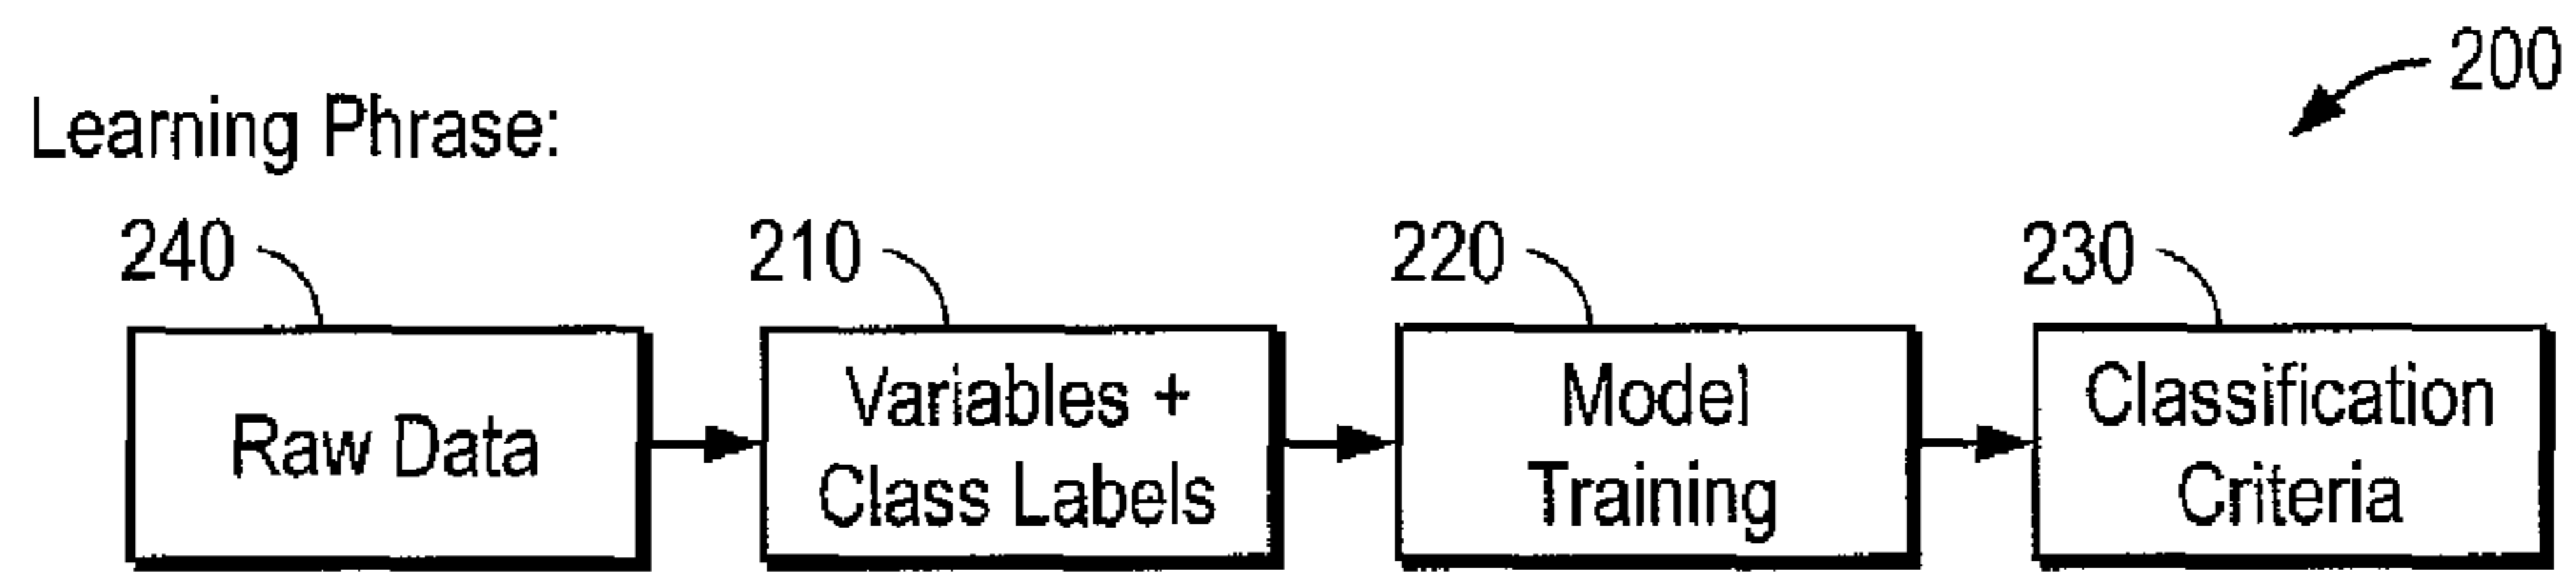 200
Learning Phrase:
240
210
220
230
Raw Data
Variables +
Class Labels
Model
Training
Classification
Criteria